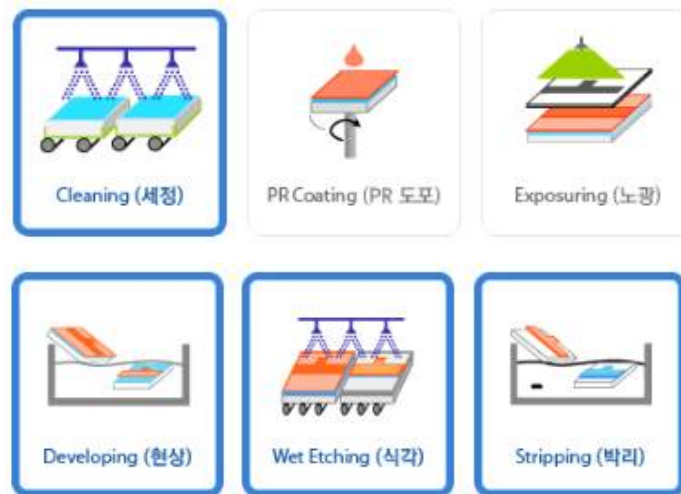 Cleaning (세정)
PR Coating (PR 도포)
Exposuring (노광)
Developing (현상)
Wet Etching (식각)
Stripping (박리)